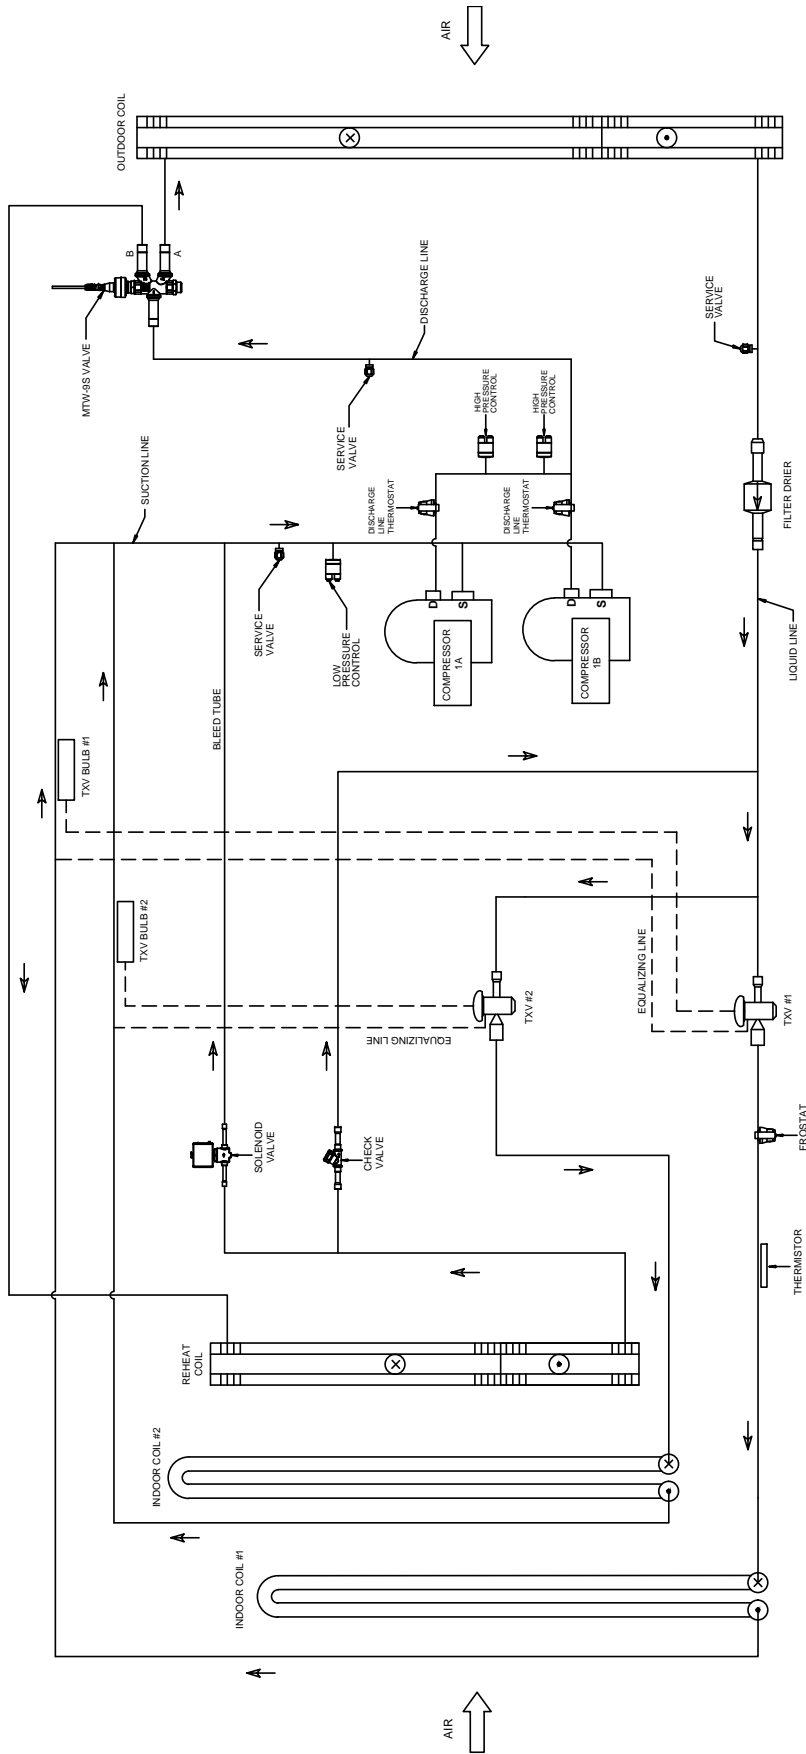 AIR
OUTDOOR COIL
B
A
MTW-9S VALVE
DISCHARGE LINE
SERVICE
VALVE
SERVICE
VALVE
SUCTION LINE
HIGH
PRESSURE
CONTROL
HIGH
PRESSURE
CONTROL
DISCHARGE
LINE
THERMOSTAT
DISCHARGE
LINE
THERMOSTAT
FILTER DRIER
SERVICE
VALVE
LOW
PRESSURE
CONTROL
D
S
COMPRESSOR
1A
D
S
COMPRESSOR
1B
LIQUID LINE
BLEED TUBE
TXV BULB #1
TXV BULB #2
EQUALIZING LINE
EQUALIZING LINE
TXV #2
TXV #1
SOLENOID
VALVE
CHECK
VALVE
FROSTAT
THERMISTOR
REHEAT
COIL
INDOOR COIL #2
INDOOR COIL #1
AIR